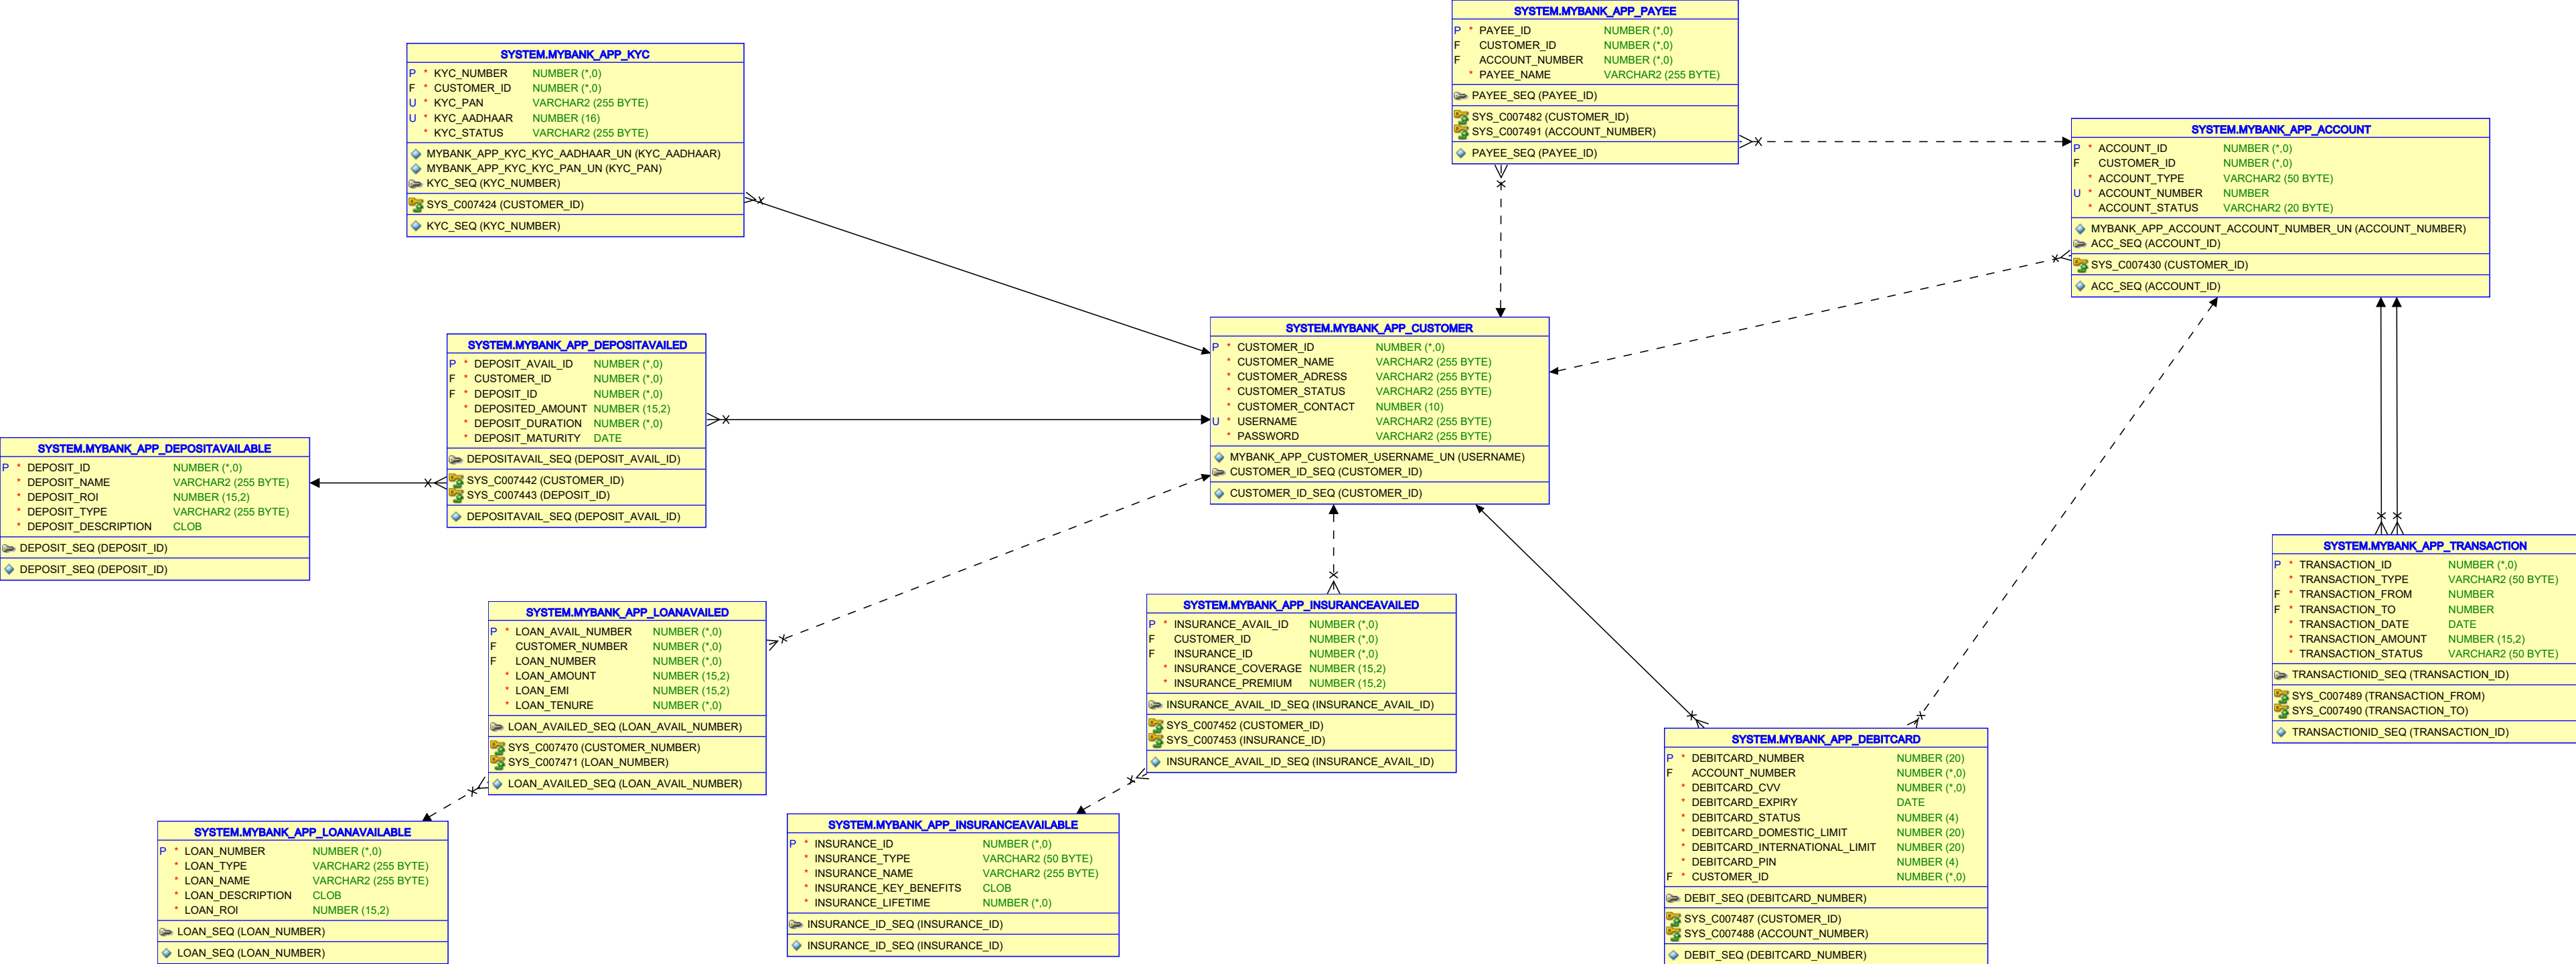 SYSTEM.MYBANK_APP_PAYEE
P * PAYEE_ID NUMBER (*,0)
F CUSTOMER_ID NUMBER (*,0)
F ACCOUNT_NUMBER NUMBER (*,0)
* PAYEE_NAME VARCHAR2 (255 BYTE)
PAYEE_SEQ (PAYEE_ID)
SYS_C007482 (CUSTOMER_ID)
SYS_C007491 (ACCOUNT_NUMBER)
PAYEE_SEQ (PAYEE_ID)
SYSTEM.MYBANK_APP_KYC
P * KYC_NUMBER NUMBER (*,0)
F * CUSTOMER_ID NUMBER (*,0)
U * KYC_PAN VARCHAR2 (255 BYTE)
U * KYC_AADHAAR NUMBER (16)
* KYC_STATUS VARCHAR2 (255 BYTE)
MYBANK_APP_KYC_KYC_AADHAAR_UN (KYC_AADHAAR)
MYBANK_APP_KYC_KYC_PAN_UN (KYC_PAN)
KYC_SEQ (KYC_NUMBER)
SYS_C007424 (CUSTOMER_ID)
KYC_SEQ (KYC_NUMBER)
SYSTEM.MYBANK_APP_ACCOUNT
P * ACCOUNT_ID NUMBER (*,0)
F CUSTOMER_ID NUMBER (*,0)
* ACCOUNT_TYPE VARCHAR2 (50 BYTE)
U * ACCOUNT_NUMBER NUMBER
* ACCOUNT_STATUS VARCHAR2 (20 BYTE)
MYBANK_APP_ACCOUNT_ACCOUNT_NUMBER_UN (ACCOUNT_NUMBER)
ACC_SEQ (ACCOUNT_ID)
SYS_C007430 (CUSTOMER_ID)
ACC_SEQ (ACCOUNT_ID)
SYSTEM.MYBANK_APP_CUSTOMER
P * CUSTOMER_ID NUMBER (*,0)
* CUSTOMER_NAME VARCHAR2 (255 BYTE)
* CUSTOMER_ADRESS VARCHAR2 (255 BYTE)
* CUSTOMER_STATUS VARCHAR2 (255 BYTE)
* CUSTOMER_CONTACT NUMBER (10)
U * USERNAME VARCHAR2 (255 BYTE)
* PASSWORD VARCHAR2 (255 BYTE)
MYBANK_APP_CUSTOMER_USERNAME_UN (USERNAME)
CUSTOMER_ID_SEQ (CUSTOMER_ID)
CUSTOMER_ID_SEQ (CUSTOMER_ID)
SYSTEM.MYBANK_APP_DEPOSITAVAILED
P * DEPOSIT_AVAIL_ID NUMBER (*,0)
F * CUSTOMER_ID NUMBER (*,0)
F * DEPOSIT_ID NUMBER (*,0)
* DEPOSITED_AMOUNT NUMBER (15,2)
* DEPOSIT_DURATION NUMBER (*,0)
* DEPOSIT_MATURITY DATE
DEPOSITAVAIL_SEQ (DEPOSIT_AVAIL_ID)
SYS_C007442 (CUSTOMER_ID)
SYS_C007443 (DEPOSIT_ID)
DEPOSITAVAIL_SEQ (DEPOSIT_AVAIL_ID)
SYSTEM.MYBANK_APP_DEPOSITAVAILABLE
P * DEPOSIT_ID NUMBER (*,0)
* DEPOSIT_NAME VARCHAR2 (255 BYTE)
* DEPOSIT_ROI NUMBER (15,2)
* DEPOSIT_TYPE VARCHAR2 (255 BYTE)
* DEPOSIT_DESCRIPTION CLOB
DEPOSIT_SEQ (DEPOSIT_ID)
DEPOSIT_SEQ (DEPOSIT_ID)
SYSTEM.MYBANK_APP_TRANSACTION
P * TRANSACTION_ID NUMBER (*,0)
* TRANSACTION_TYPE VARCHAR2 (50 BYTE)
F * TRANSACTION_FROM NUMBER
F * TRANSACTION_TO NUMBER
* TRANSACTION_DATE DATE
* TRANSACTION_AMOUNT NUMBER (15,2)
* TRANSACTION_STATUS VARCHAR2 (50 BYTE)
TRANSACTIONID_SEQ (TRANSACTION_ID)
SYS_C007489 (TRANSACTION_FROM)
SYS_C007490 (TRANSACTION_TO)
TRANSACTIONID_SEQ (TRANSACTION_ID)
SYSTEM.MYBANK_APP_LOANAVAILED
P * LOAN_AVAIL_NUMBER NUMBER (*,0)
F CUSTOMER_NUMBER NUMBER (*,0)
F LOAN_NUMBER NUMBER (*,0)
* LOAN_AMOUNT NUMBER (15,2)
* LOAN_EMI NUMBER (15,2)
* LOAN_TENURE NUMBER (*,0)
LOAN_AVAILED_SEQ (LOAN_AVAIL_NUMBER)
SYS_C007470 (CUSTOMER_NUMBER)
SYS_C007471 (LOAN_NUMBER)
LOAN_AVAILED_SEQ (LOAN_AVAIL_NUMBER)
SYSTEM.MYBANK_APP_INSURANCEAVAILED
P * INSURANCE_AVAIL_ID NUMBER (*,0)
F CUSTOMER_ID NUMBER (*,0)
F INSURANCE_ID NUMBER (*,0)
* INSURANCE_COVERAGE NUMBER (15,2)
* INSURANCE_PREMIUM NUMBER (15,2)
INSURANCE_AVAIL_ID_SEQ (INSURANCE_AVAIL_ID)
SYS_C007452 (CUSTOMER_ID)
SYS_C007453 (INSURANCE_ID)
INSURANCE_AVAIL_ID_SEQ (INSURANCE_AVAIL_ID)
SYSTEM.MYBANK_APP_DEBITCARD
P * DEBITCARD_NUMBER NUMBER (20)
F ACCOUNT_NUMBER NUMBER (*,0)
* DEBITCARD_CVV NUMBER (*,0)
* DEBITCARD_EXPIRY DATE
* DEBITCARD_STATUS NUMBER (4)
* DEBITCARD_DOMESTIC_LIMIT NUMBER (20)
* DEBITCARD_INTERNATIONAL_LIMIT NUMBER (20)
* DEBITCARD_PIN NUMBER (4)
F * CUSTOMER_ID NUMBER (*,0)
DEBIT_SEQ (DEBITCARD_NUMBER)
SYS_C007487 (CUSTOMER_ID)
SYS_C007488 (ACCOUNT_NUMBER)
DEBIT_SEQ (DEBITCARD_NUMBER)
SYSTEM.MYBANK_APP_LOANAVAILABLE
P * LOAN_NUMBER NUMBER (*,0)
* LOAN_TYPE VARCHAR2 (255 BYTE)
* LOAN_NAME VARCHAR2 (255 BYTE)
* LOAN_DESCRIPTION CLOB
* LOAN_ROI NUMBER (15,2)
LOAN_SEQ (LOAN_NUMBER)
LOAN_SEQ (LOAN_NUMBER)
SYSTEM.MYBANK_APP_INSURANCEAVAILABLE
P * INSURANCE_ID NUMBER (*,0)
* INSURANCE_TYPE VARCHAR2 (50 BYTE)
* INSURANCE_NAME VARCHAR2 (255 BYTE)
* INSURANCE_KEY_BENEFITS CLOB
* INSURANCE_LIFETIME NUMBER (*,0)
INSURANCE_ID_SEQ (INSURANCE_ID)
INSURANCE_ID_SEQ (INSURANCE_ID)